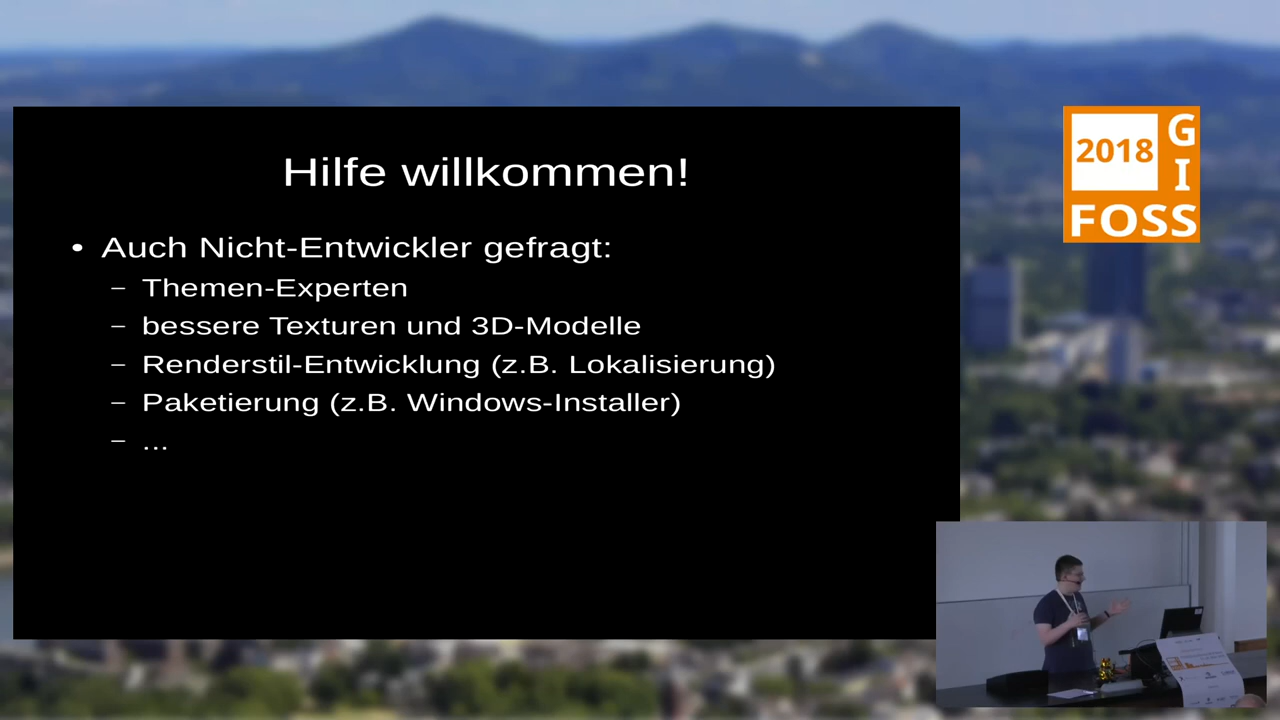 Hilfe willkommen!
• Auch Nicht-Entwickler gefragt:
– Themen-Experten
– bessere Texturen und 3D-Modelle
– Renderstil-Entwicklung (z.B. Lokalisierung)
– Paketierung (z.B. Windows-Installer)
– ...
2018
G
I
FOSS